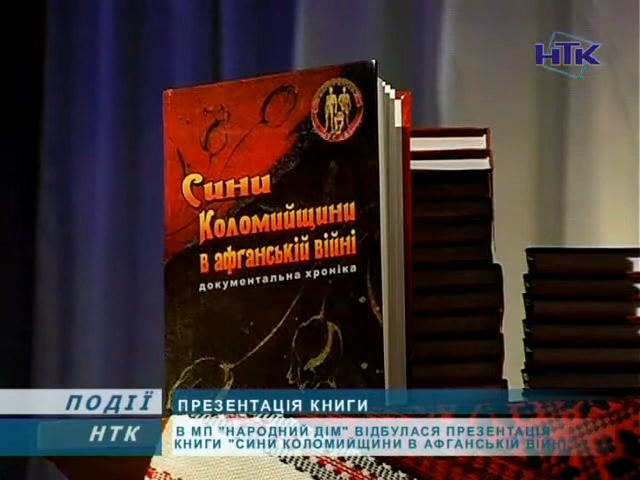 НТК
Сини
Коломийщини
в афганській війні
документальна хроніка
ПОДІЇ
НТК
ПРЕЗЕНТАЦІЯ КНИГИ
В МП "НАРОДНИЙ ДІМ" ВІДБУЛАСЯ ПРЕЗЕНТАЦІЯ
КНИГИ "СИНИ КОЛОМИЙЩИНИ В АФГАНСЬКІЙ ВІЙНІ"